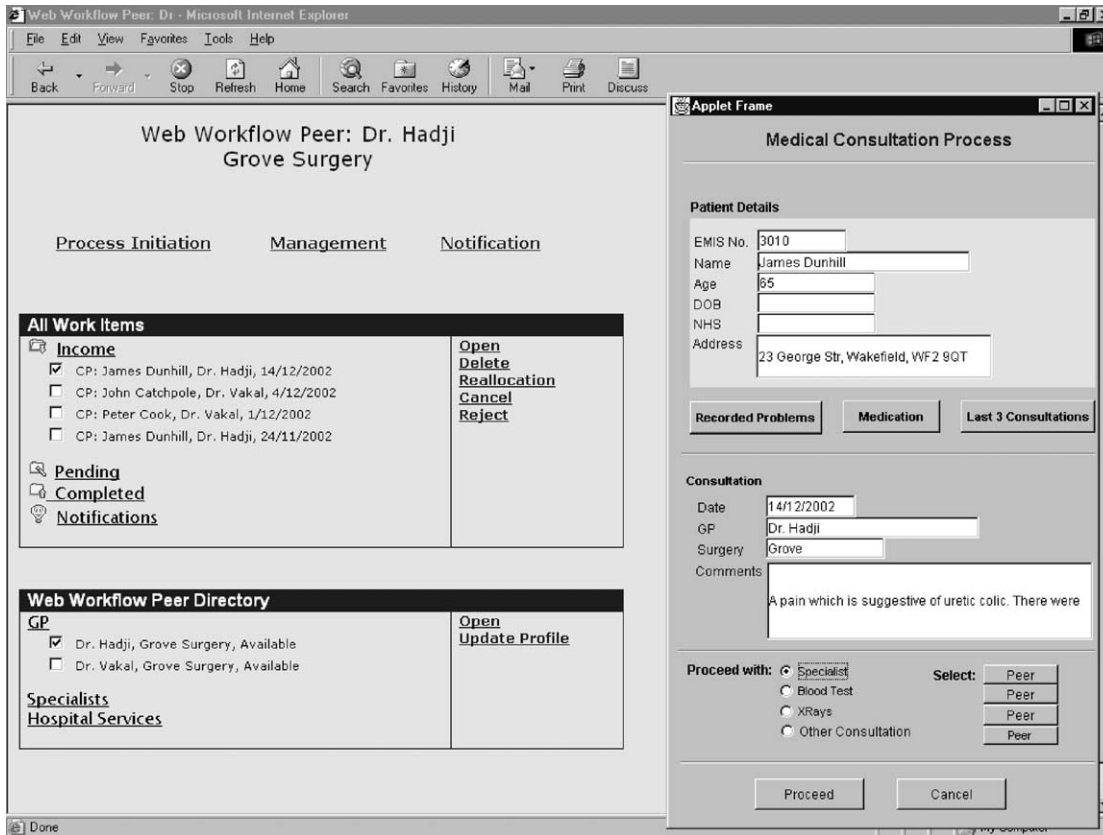 Web Workflow Peer: Dr - Microsoft Internet Explorer
File Edit View Favorites Tools Help
Back Forward Stop Refresh Home Search Favorites History Mail Print Discuss
Web Workflow Peer: Dr. Hadji
Grove Surgery
Process Initiation Management Notification
All Work Items
Income
CP: James Dunhill, Dr. Hadji, 14/12/2002
CP: John Catchpole, Dr. Vakal, 4/12/2002
CP: Peter Cook, Dr. Vakal, 1/12/2002
CP: James Dunhill, Dr. Hadji, 24/11/2002
Pending
Completed
Notifications
Open
Delete
Reallocation
Cancel
Reject
Web Workflow Peer Directory
GP
Dr. Hadji, Grove Surgery, Available
Dr. Vakal, Grove Surgery, Available
Specialists
Hospital Services
Open
Update Profile
Done
Applet Frame
Medical Consultation Process
Patient Details
EMIS No. 3010
Name James Dunhill
Age 65
DOB
NHS
Address 23 George Str, Wakefield, WF2 9QT
Recorded Problems Medication Last 3 Consultations
Consultation
Date 14/12/2002
GP Dr. Hadji
Surgery Grove
Comments A pain which is suggestive of uretic colic. There were
Proceed with: Specialist Select: Peer
Blood Test Peer
XRays Peer
Other Consultation Peer
Proceed Cancel
My Computer